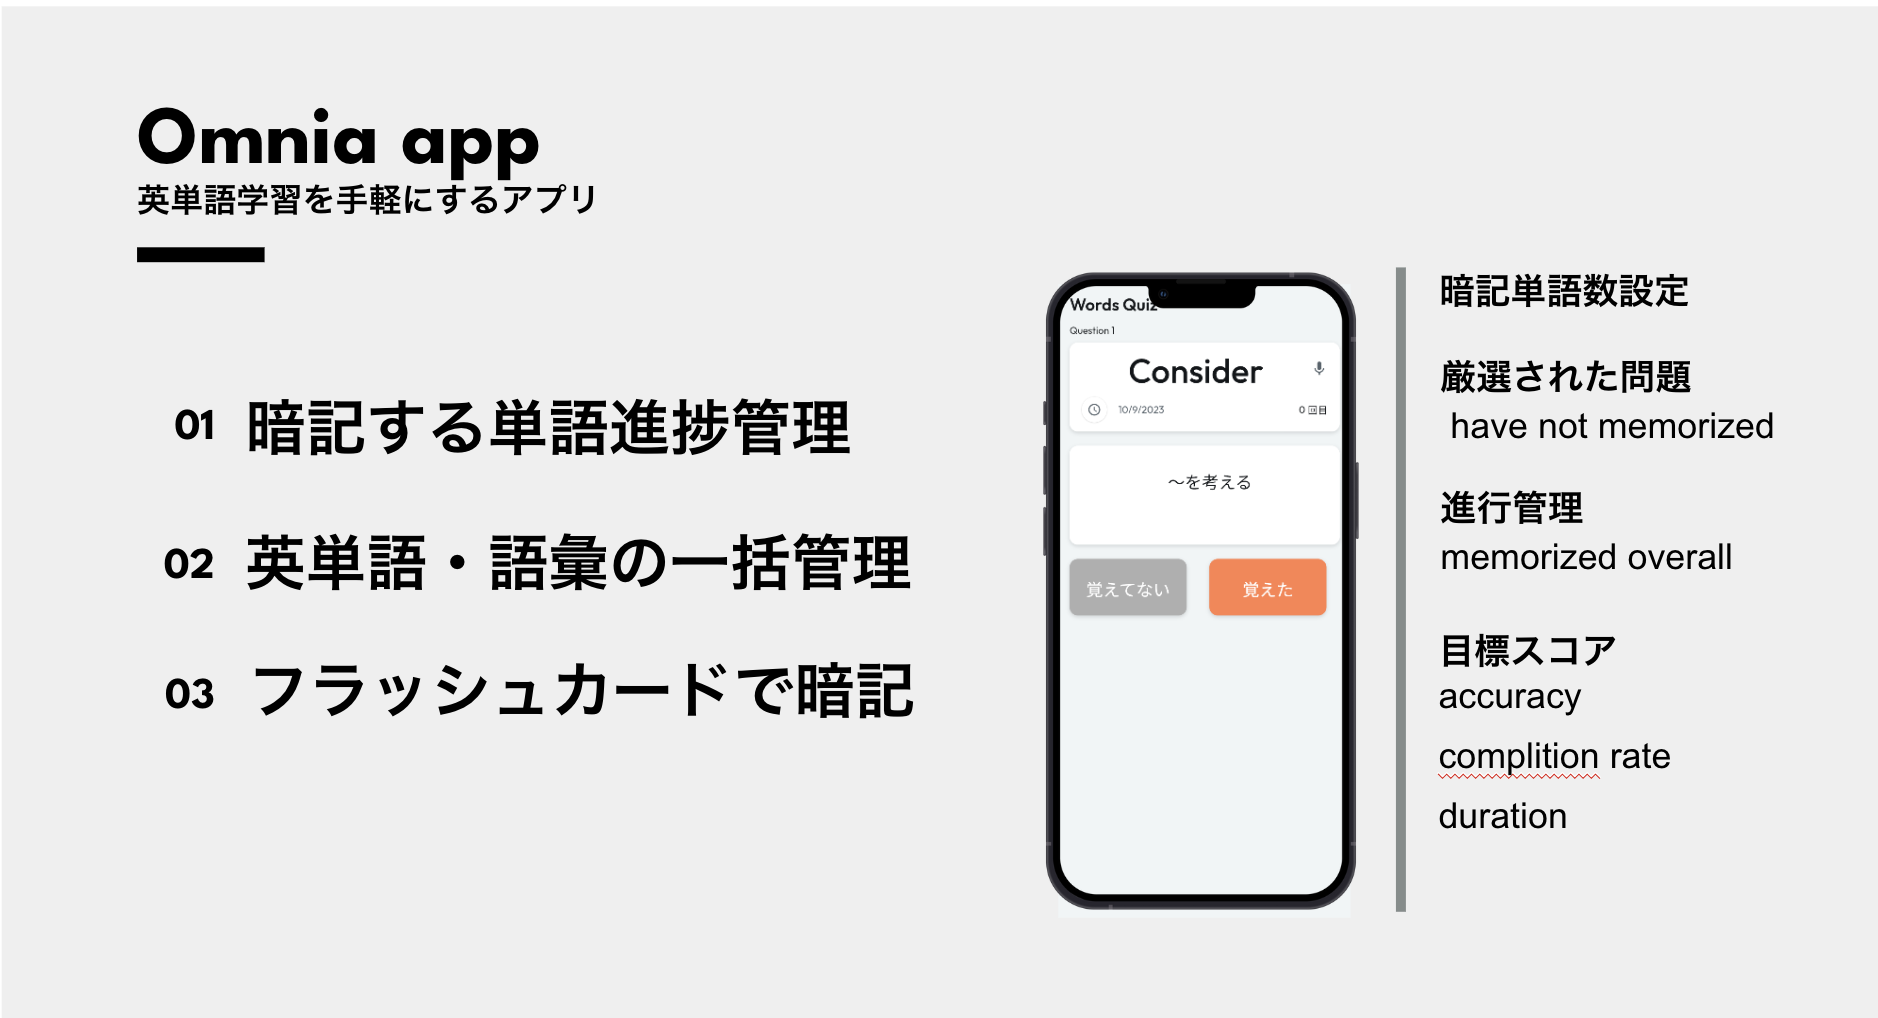 Omnia app
英単語学習を手軽にするアプリ
01 暗記する単語進捗管理
02 英単語・語彙の一括管理
03 フラッシュカードで暗記
Words Quiz
Question 1
Consider
10/9/2023 0 回目
〜を考える
覚えてない 覚えた
暗記単語数設定
厳選された問題
have not memorized
進行管理
memorized overall
目標スコア
accuracy
complition rate
duration